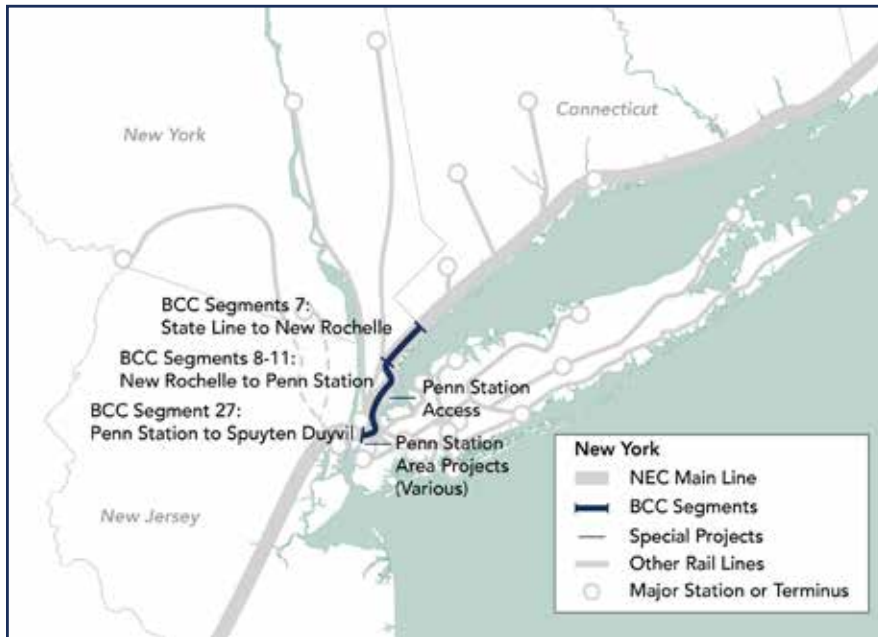 New York
Connecticut
BCC Segments 7:
State Line to New Rochelle
BCC Segments 8-11:
New Rochelle to Penn Station
BCC Segment 27:
Penn Station to Spuyten Duyvil
Penn Station
Access
Penn Station
Area Projects
(Various)
New Jersey
New York
NEC Main Line
BCC Segments
Special Projects
Other Rail Lines
Major Station or Terminus